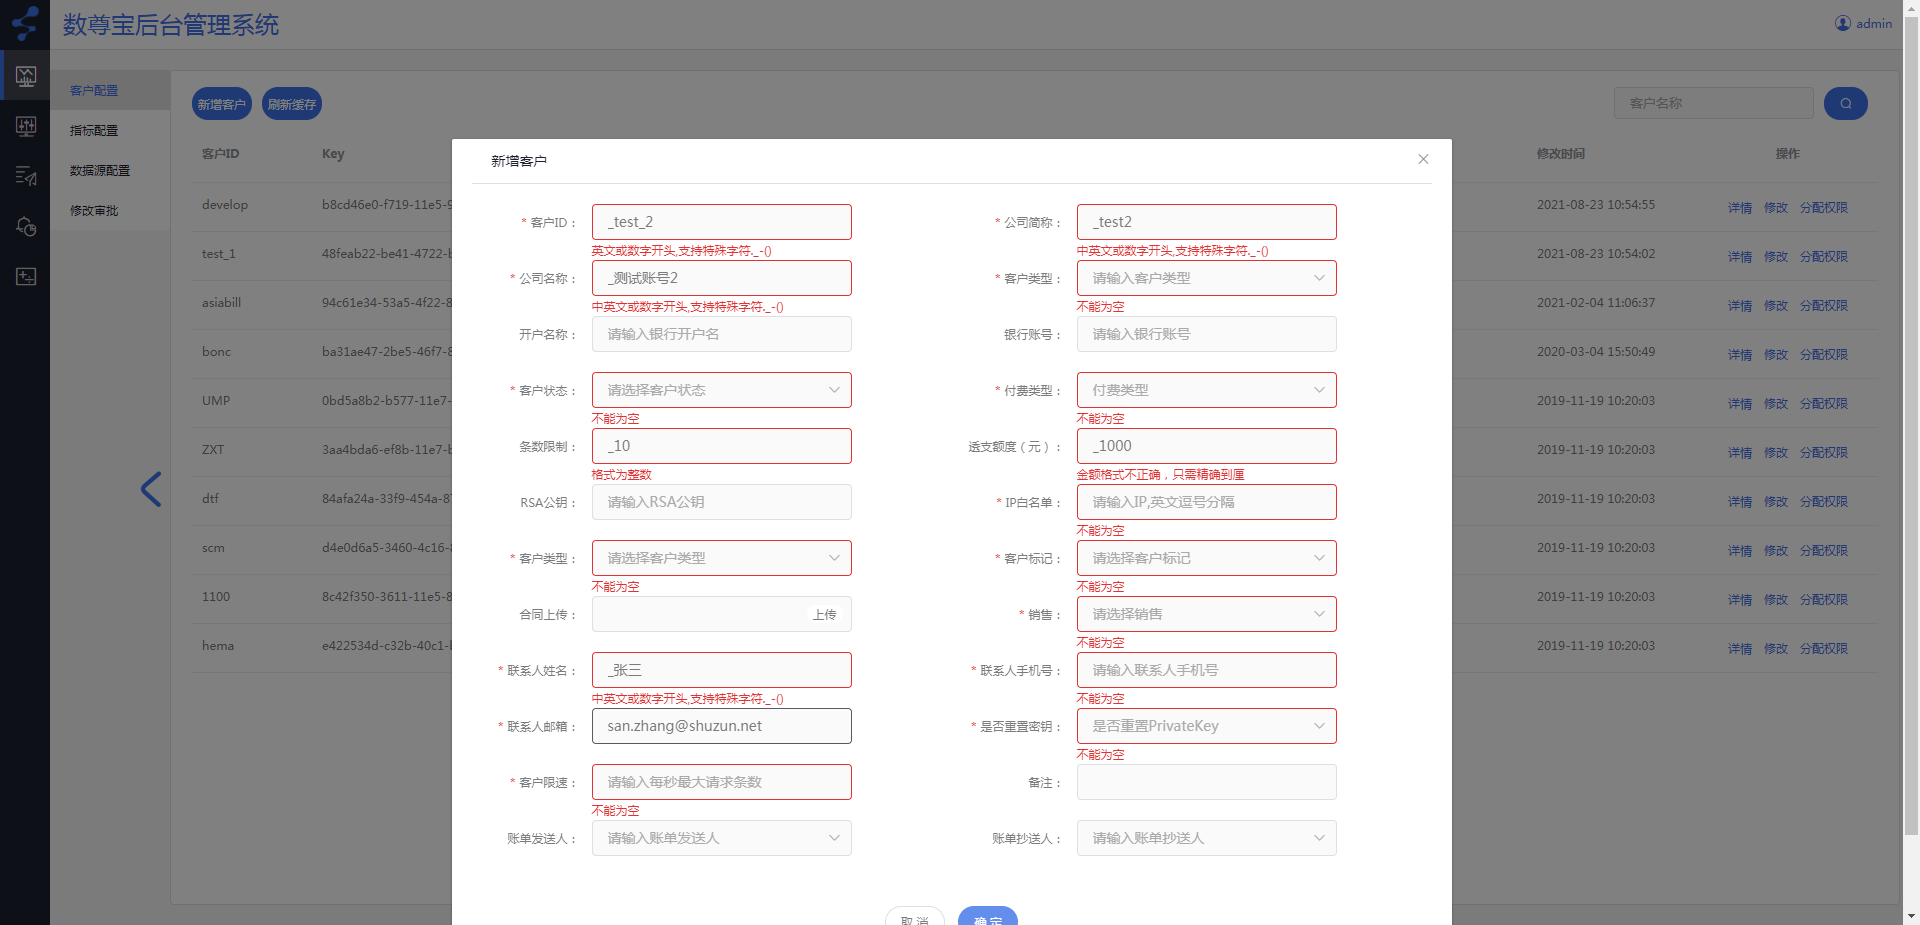 数尊宝后台管理系统
admin
客户配置
指标配置
数据源配置
修改审批
新增客户 刷新缓存
客户名称
客户ID Key 修改时间 操作
develop b8cd46e0-f719-11e5-9 2021-08-23 10:54:55 详情 修改 分配权限
test_1 48feab22-be41-4722-b 2021-08-23 10:54:02 详情 修改 分配权限
asiabill 94c61e34-53a5-4f22-8 2021-02-04 11:06:37 详情 修改 分配权限
bonc ba31ae47-2be5-46f7-8 2020-03-04 15:50:49 详情 修改 分配权限
UMP 0bd5a8b2-b577-11e7- 2019-11-19 10:20:03 详情 修改 分配权限
ZXT 3aa4bda6-ef8b-11e7-b 2019-11-19 10:20:03 详情 修改 分配权限
dtf 84afa24a-33f9-454a-87 2019-11-19 10:20:03 详情 修改 分配权限
scm d4e0d6a5-3460-4c16- 2019-11-19 10:20:03 详情 修改 分配权限
1100 8c42f350-3611-11e5-8 2019-11-19 10:20:03 详情 修改 分配权限
hema e422534d-c32b-40c1-b 2019-11-19 10:20:03 详情 修改 分配权限
新增客户
* 客户ID： _test_2 * 公司简称： _test2
英文或数字开头,支持特殊字符._-() 中英文或数字开头,支持特殊字符._-()
* 公司名称： _测试账号2 * 客户类型： 请输入客户类型
中英文或数字开头,支持特殊字符._-() 不能为空
开户名称： 请输入银行开户名 银行账号： 请输入银行账号
* 客户状态： 请选择客户状态 * 付费类型： 付费类型
不能为空 不能为空
条数限制： _10 透支额度（元）： _1000
格式为整数 金额格式不正确，只需精确到厘
RSA公钥： 请输入RSA公钥 * IP白名单： 请输入IP,英文逗号分隔
不能为空
* 客户类型： 请选择客户类型 * 客户标记： 请选择客户标记
不能为空 不能为空
合同上传： 上传 * 销售： 请选择销售
不能为空
* 联系人姓名： _张三 * 联系人手机号： 请输入联系人手机号
中英文或数字开头,支持特殊字符._-() 不能为空
* 联系人邮箱： san.zhang@shuzun.net * 是否重置密钥： 是否重置PrivateKey
不能为空
* 客户限速： 请输入每秒最大请求条数 备注：
不能为空
账单发送人： 请输入账单发送人 账单抄送人： 请输入账单抄送人
取消 确定